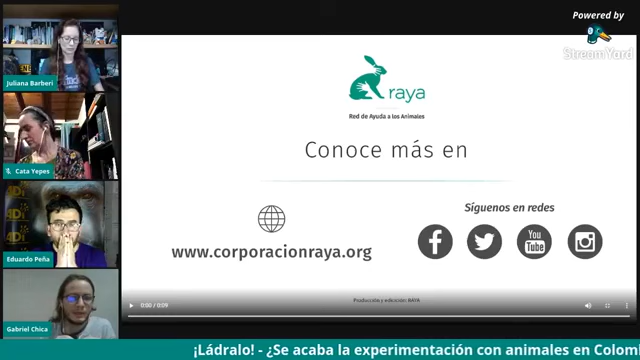 Powered by
StreamYard
Juliana Barberi
Cata Yepes
Eduardo Peña
Gabriel Chica
raya
Red de Ayuda a los Animales
Conoce más en
www.corporacionraya.org
Síguenos en redes
You
Tube
Producción y edición: RAYA
0:00 / 0:09
¡Ládralo! - ¿Se acaba la experimentación con animales en Colom